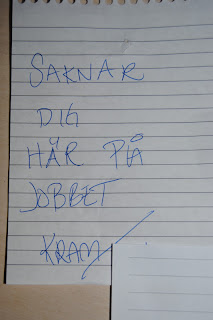 SAKNAR
DIG
HÄR PÅ
JOBBET
KRAM